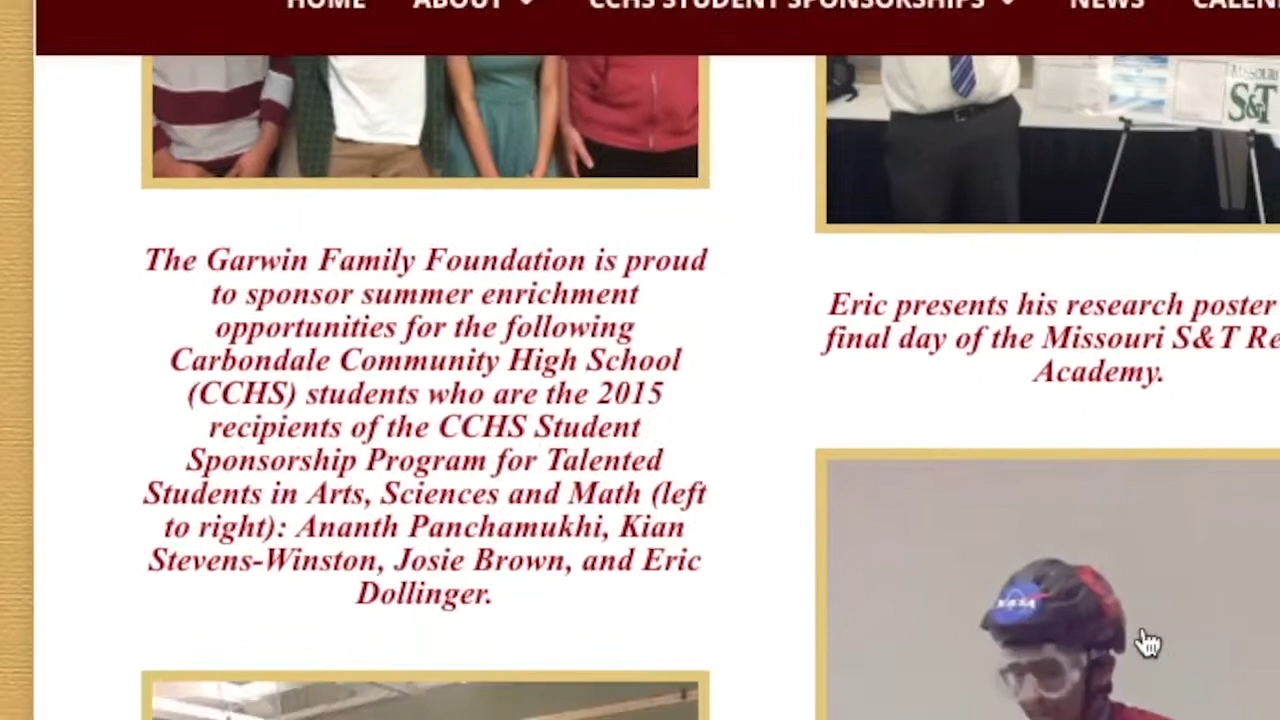 HOME ABOUT CCHS STUDENT SPONSORSHIPS NEWS
MISSOURI
S&T
The Garwin Family Foundation is proud
to sponsor summer enrichment
opportunities for the following
Carbondale Community High School
(CCHS) students who are the 2015
recipients of the CCHS Student
Sponsorship Program for Talented
Students in Arts, Sciences and Math (left
to right): Ananth Panchamukhi, Kian
Stevens-Winston, Josie Brown, and Eric
Dollinger.
Eric presents his research poster
final day of the Missouri S&T Re
Academy.
NASA